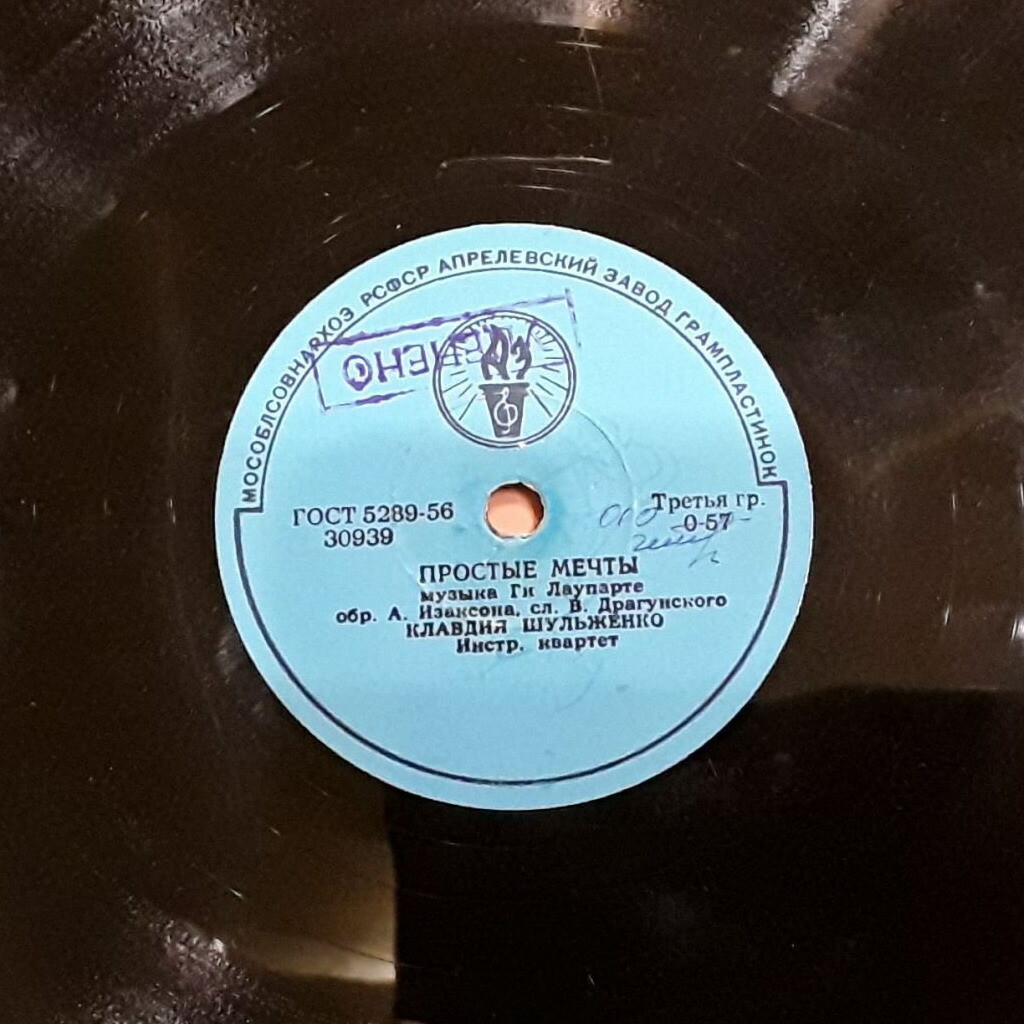 МОСОБЛСОВНАРХОЗ РСФСР АПРЕЛЕВСКИЙ ЗАВОД ГРАМПЛАСТИНОК
АЗ
ГОСТ 5289-56
30939
Третья гр.
0-57
ПРОСТЫЕ МЕЧТЫ
музыка Ги Лаупарте
обр. А. Изаксона, сл. В. Драгунского
КЛАВДИЯ ШУЛЬЖЕНКО
Инстр. квартет